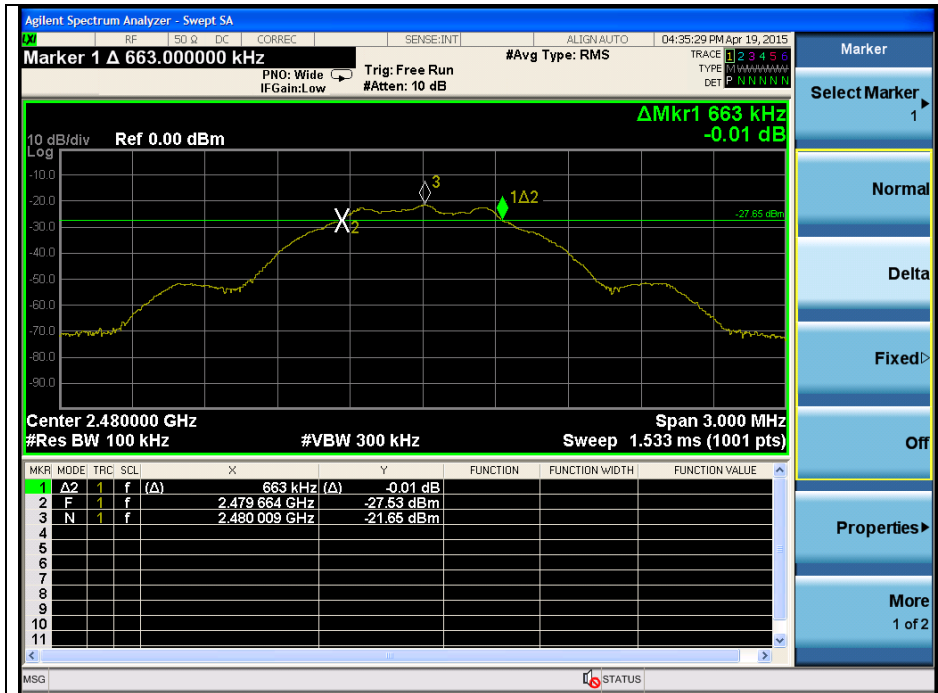 Agilent Spectrum Analyzer - Swept SA
LXI RF 50 Ω DC CORREC SENSE:INT ALIGN AUTO 04:35:29 PM Apr 19, 2015
Marker 1 Δ 663.000000 kHz
PNO: Wide
IFGain:Low
Trig: Free Run
#Atten: 10 dB
#Avg Type: RMS
TRACE 1 2 3 4 5 6
TYPE M WWWWW
DET P N N N N N
ΔMkr1 663 kHz
-0.01 dB
10 dB/div Ref 0.00 dBm
Log
-10.0
-20.0
-30.0
-40.0
-50.0
-60.0
-70.0
-80.0
-90.0
3
1Δ2
X2
-27.65 dBm
Center 2.480000 GHz Span 3.000 MHz
#Res BW 100 kHz #VBW 300 kHz Sweep 1.533 ms (1001 pts)
MKR MODE TRC SCL X Y FUNCTION FUNCTION WIDTH FUNCTION VALUE
1 Δ2 1 f (Δ) 663 kHz (Δ) -0.01 dB
2 F 1 f 2.479 664 GHz -27.53 dBm
3 N 1 f 2.480 009 GHz -21.65 dBm
4
5
6
7
8
9
10
11
MSG STATUS
Marker
Select Marker
1
Normal
Delta
Fixed
Off
Properties
More
1 of 2